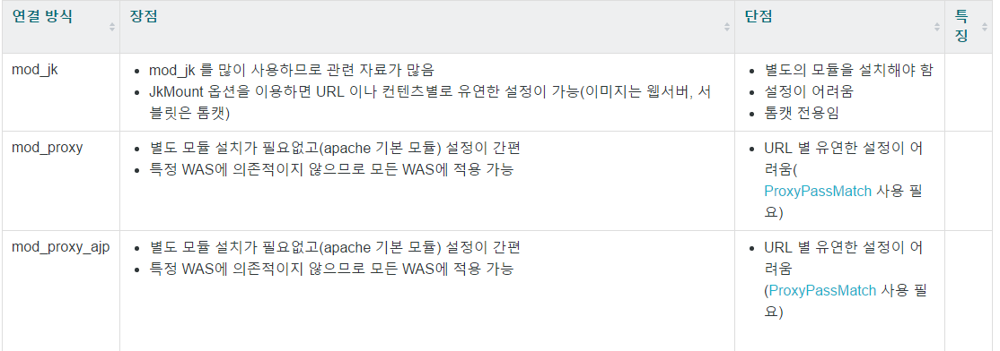 연결 방식
장점
단점
특
징
mod_jk
mod_jk 를 많이 사용하므로 관련 자료가 많음
JkMount 옵션을 이용하면 URL 이나 컨텐츠별로 유연한 설정이 가능(이미지는 웹서버, 서
블릿은 톰캣)
별도의 모듈을 설치해야 함
설정이 어려움
톰캣 전용임
mod_proxy
별도 모듈 설치가 필요없고(apache 기본 모듈) 설정이 간편
특정 WAS에 의존적이지 않으므로 모든 WAS에 적용 가능
URL 별 유연한 설정이 어
려움(
ProxyPassMatch 사용 필
요)
mod_proxy_ajp
별도 모듈 설치가 필요없고(apache 기본 모듈) 설정이 간편
특정 WAS에 의존적이지 않으므로 모든 WAS에 적용 가능
URL 별 유연한 설정이 어
려움
(ProxyPassMatch 사용 필
요)